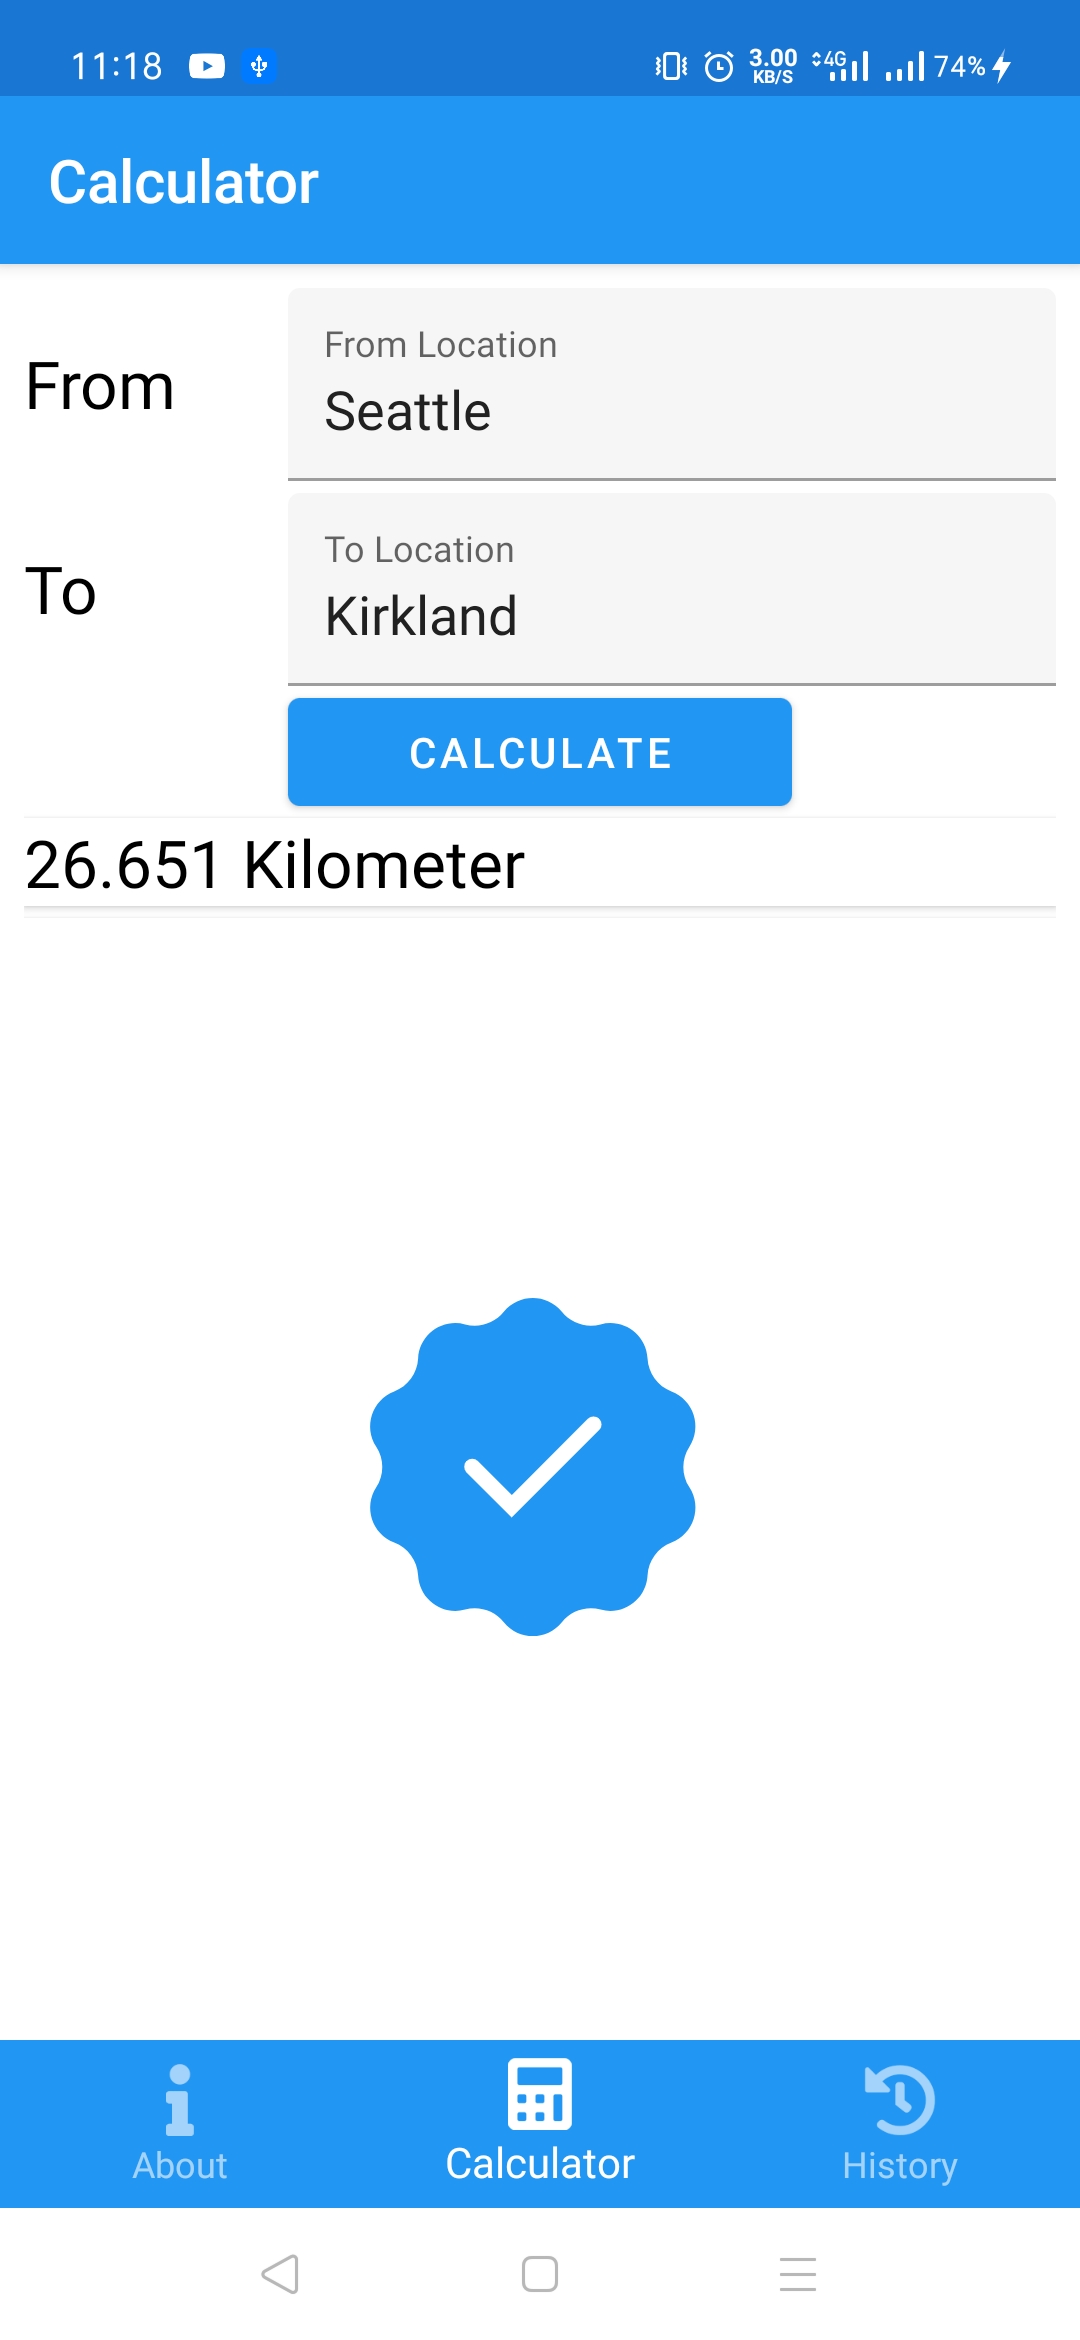 11:18 3.00 KB/S 4G 74%
Calculator
From
From Location
Seattle
To
To Location
Kirkland
CALCULATE
26.651 Kilometer
About Calculator History